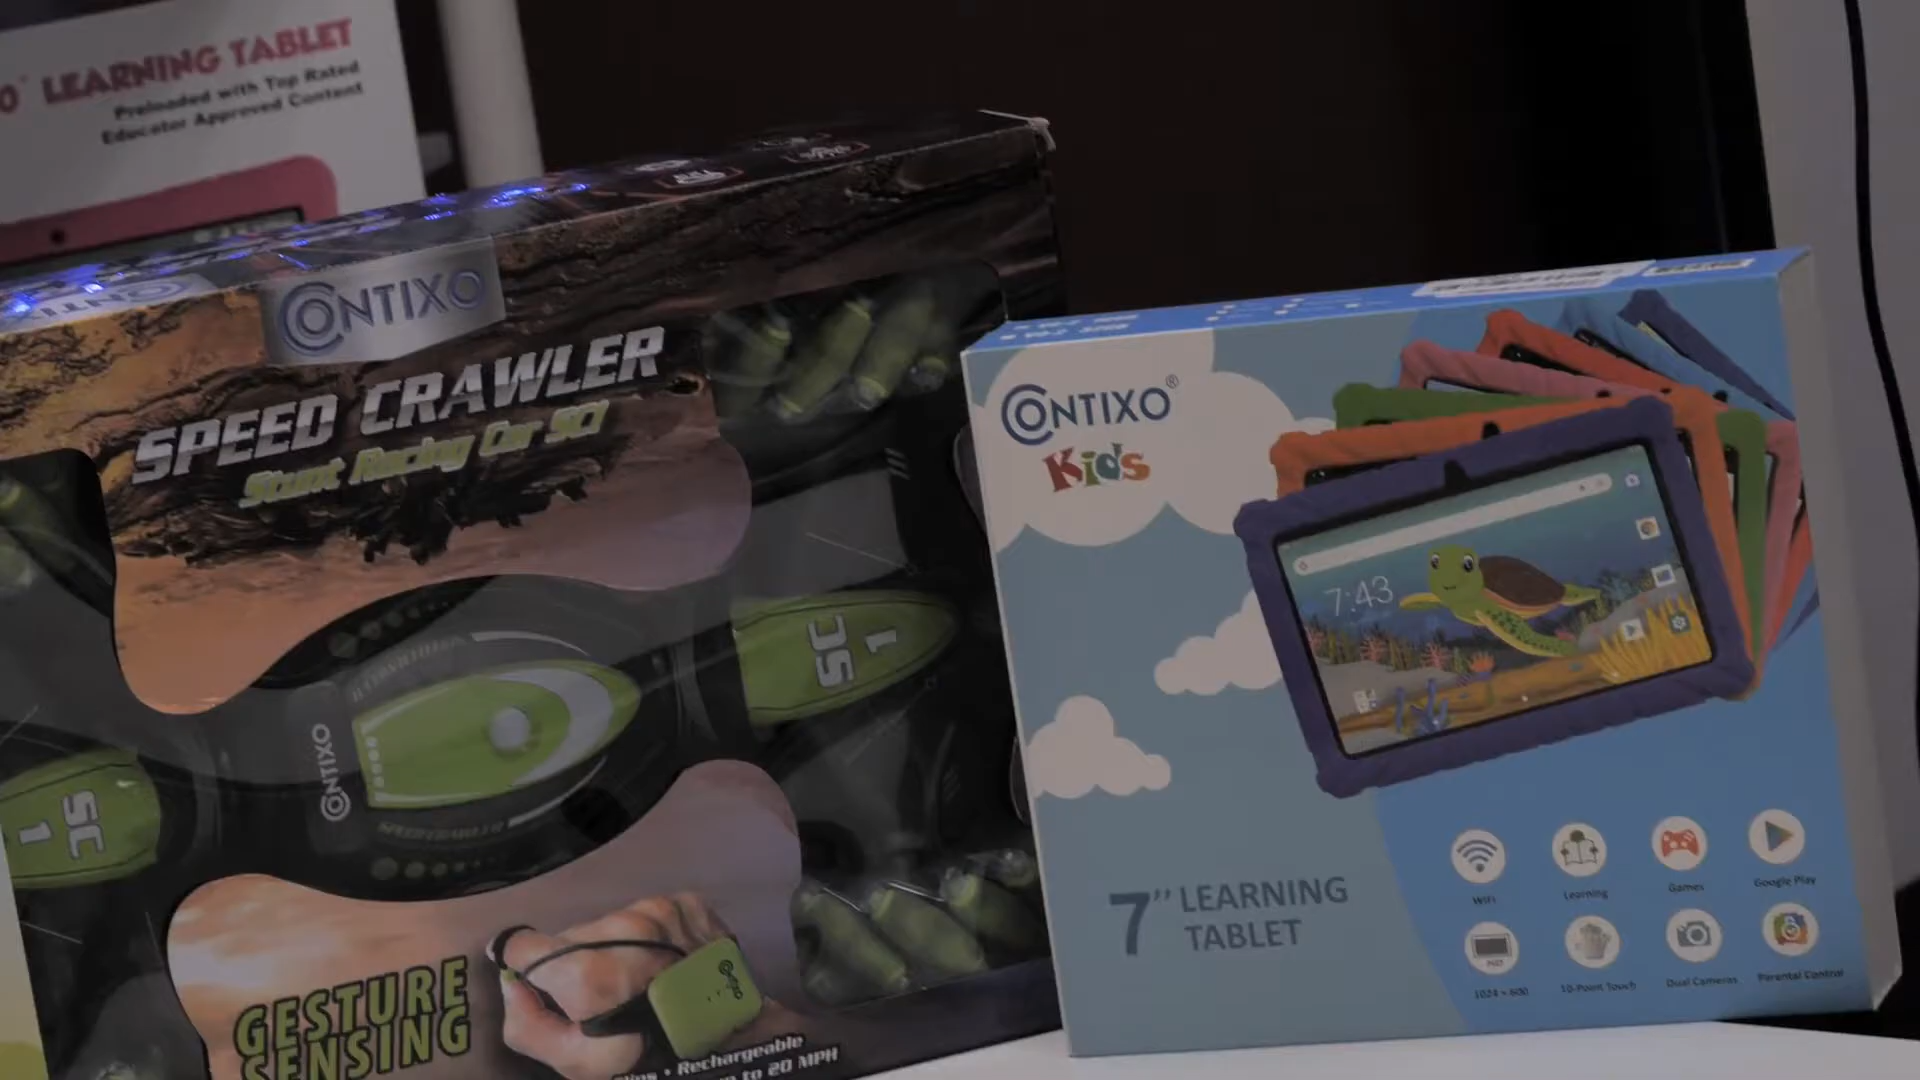 LEARNING TABLET
Preloaded with Top Rated
Educator Approved Content
CONTIXO
SPEED CRAWLER
Stunt Racing Car SC1
SC
1
CONTIXO
SC
1
GESTURE
SENSING
CONTIXO
• Rechargeable
to 20 MPH
CONTIXO®
Kids
7:43
7” LEARNING
TABLET
WiFi
Learning
Games
Google Play
1024 × 600
10-Point Touch
Dual Cameras
Parental Control